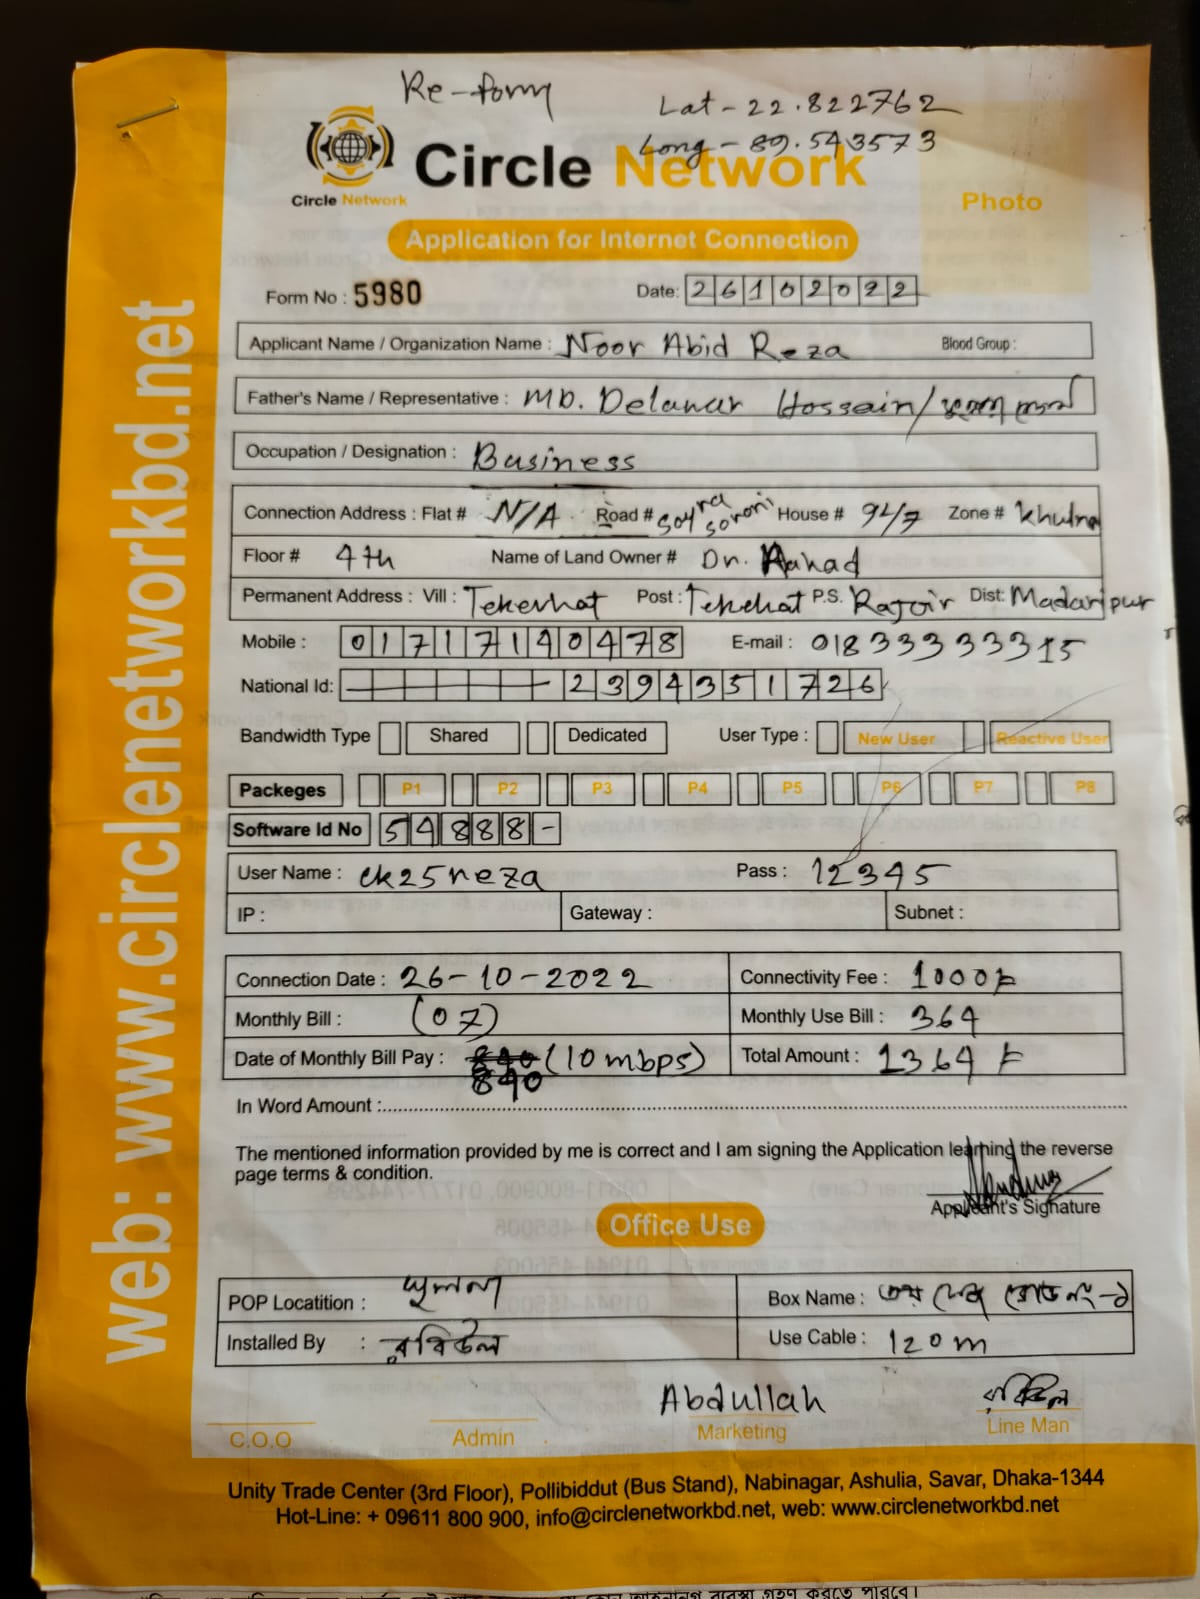 Re-form
Lat - 22.822762
Long - 89.543573
Circle Network
Circle Network
Photo
Application for Internet Connection
Form No : 5980 Date: 26102022
Applicant Name / Organization Name : Noor Abid Reza Blood Group :
Father's Name / Representative : Md. Delawar Hossain/
Occupation / Designation : Business
Connection Address : Flat # N/A Road # House # 94/7 Zone # Khulna
Floor # 4th Name of Land Owner # Dr. Aahad
Permanent Address : Vill : Tekerhat Post : Tekehat P.S. Rajoir Dist: Madaripur
Mobile : 01717140478 E-mail : 01833333315
National Id: 2394351726
Bandwidth Type Shared Dedicated User Type : New User Reactive User
Packeges P1 P2 P3 P4 P5 P6 P7 P8
Software Id No 54888-
User Name : ck25reza Pass : 12345
IP : Gateway : Subnet :
Connection Date : 26-10-2022 Connectivity Fee : 1000৳
Monthly Bill : (07) Monthly Use Bill : 364
Date of Monthly Bill Pay : 840 (10 mbps) Total Amount : 1364 ৳
840
In Word Amount :
The mentioned information provided by me is correct and I am signing the Application learning the reverse
page terms & condition.
Applicant's Signature
Office Use
POP Locatition : খুলনা Box Name :
Installed By : রবিউল Use Cable : 120m
Abdullah রবিউল
C.O.O Admin Marketing Line Man
Unity Trade Center (3rd Floor), Pollibiddut (Bus Stand), Nabinagar, Ashulia, Savar, Dhaka-1344
Hot-Line: + 09611 800 900, info@circlenetworkbd.net, web: www.circlenetworkbd.net
web: www.circlenetworkbd.net